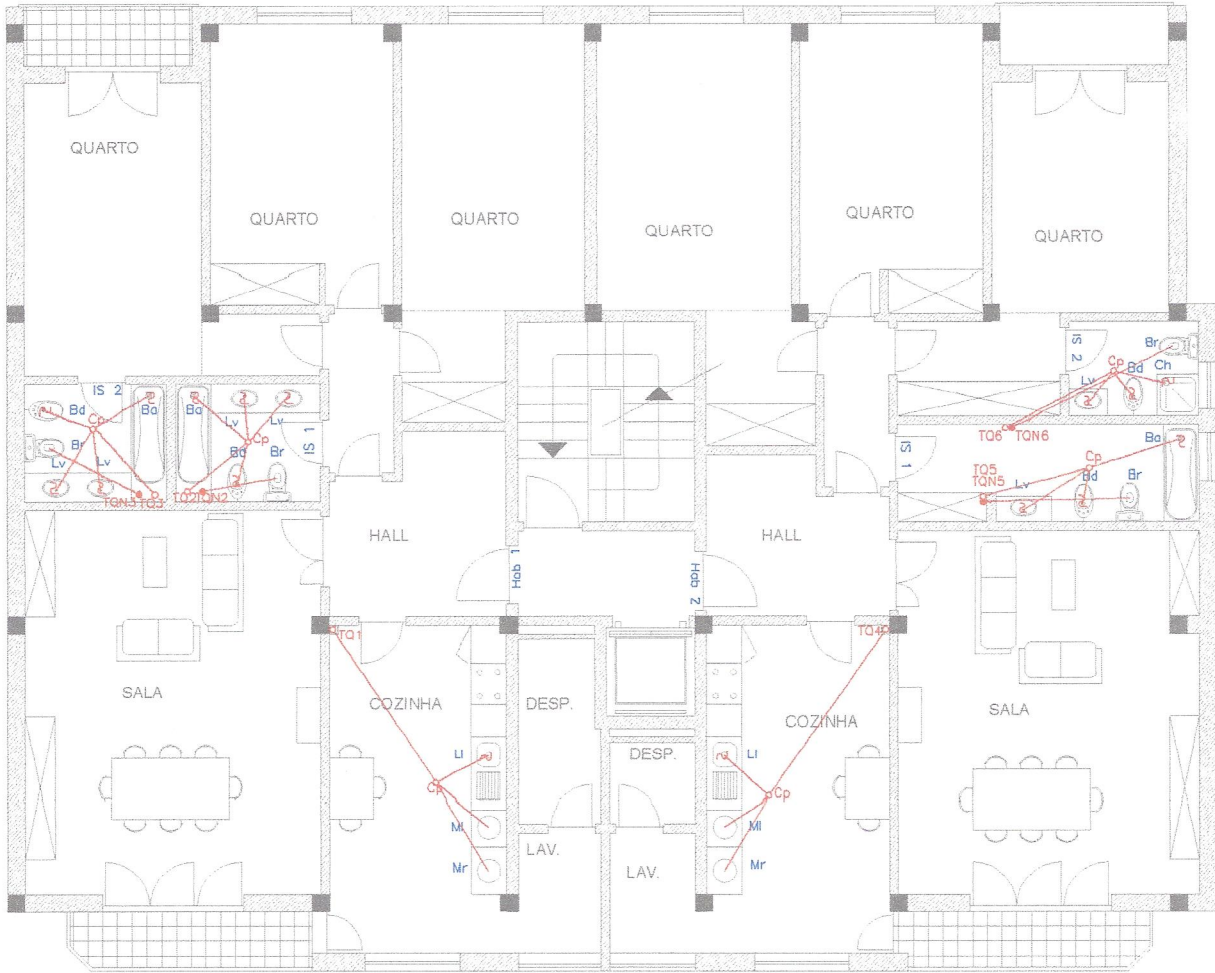 QUARTO
QUARTO
QUARTO
QUARTO
QUARTO
QUARTO
IS 2
Bd
Cp
Ba
Br
Lv
Lv
TQN3
TQ3
Ba
Lv
Lv
Cp
Bd
Br
IS 1
TQ2
TQN2
IS 2
Br
Cp
Bd
Ch
Lv
TQ6
TQN6
IS 1
Ba
Cp
TQ5
TQN5
Lv
Bd
Br
HALL
HALL
Hab 1
Hab 2
TQ1
TQ4
SALA
COZINHA
DESP.
COZINHA
SALA
Ll
DESP.
Ll
Cp
Cp
Ml
Ml
LAV.
Mr
LAV.
Mr